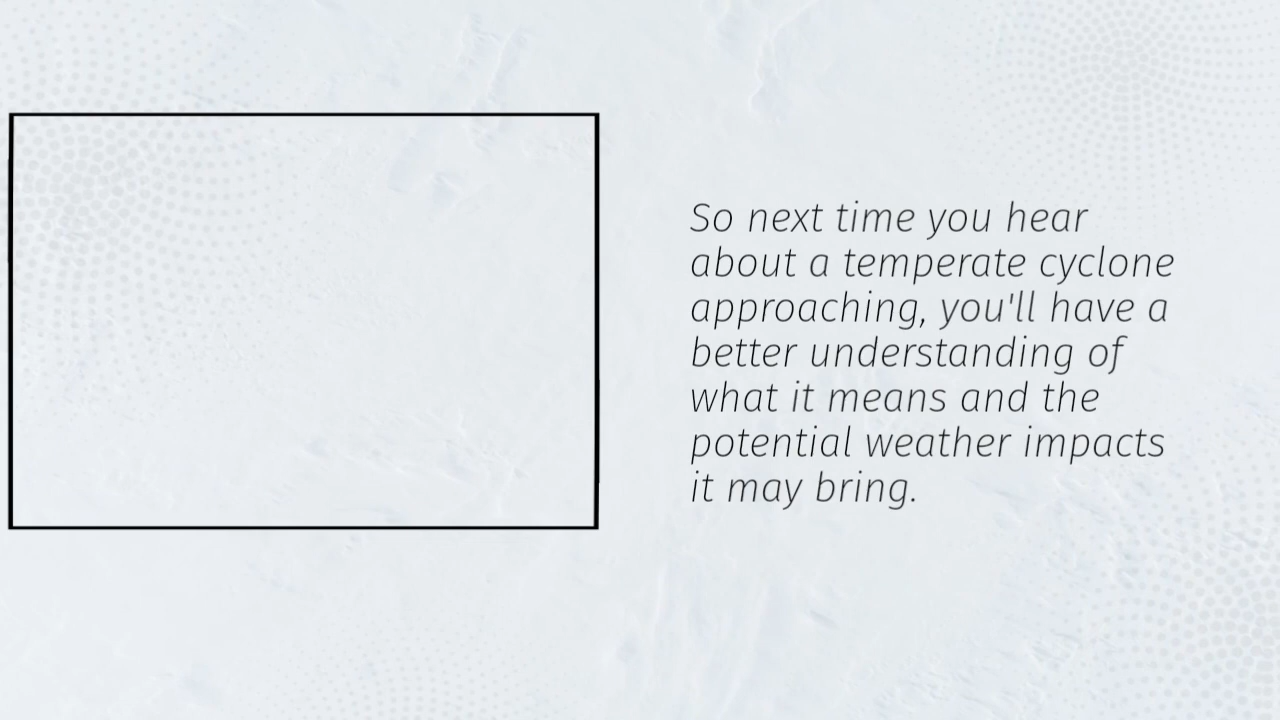 So next time you hear
about a temperate cyclone
approaching, you'll have a
better understanding of
what it means and the
potential weather impacts
it may bring.